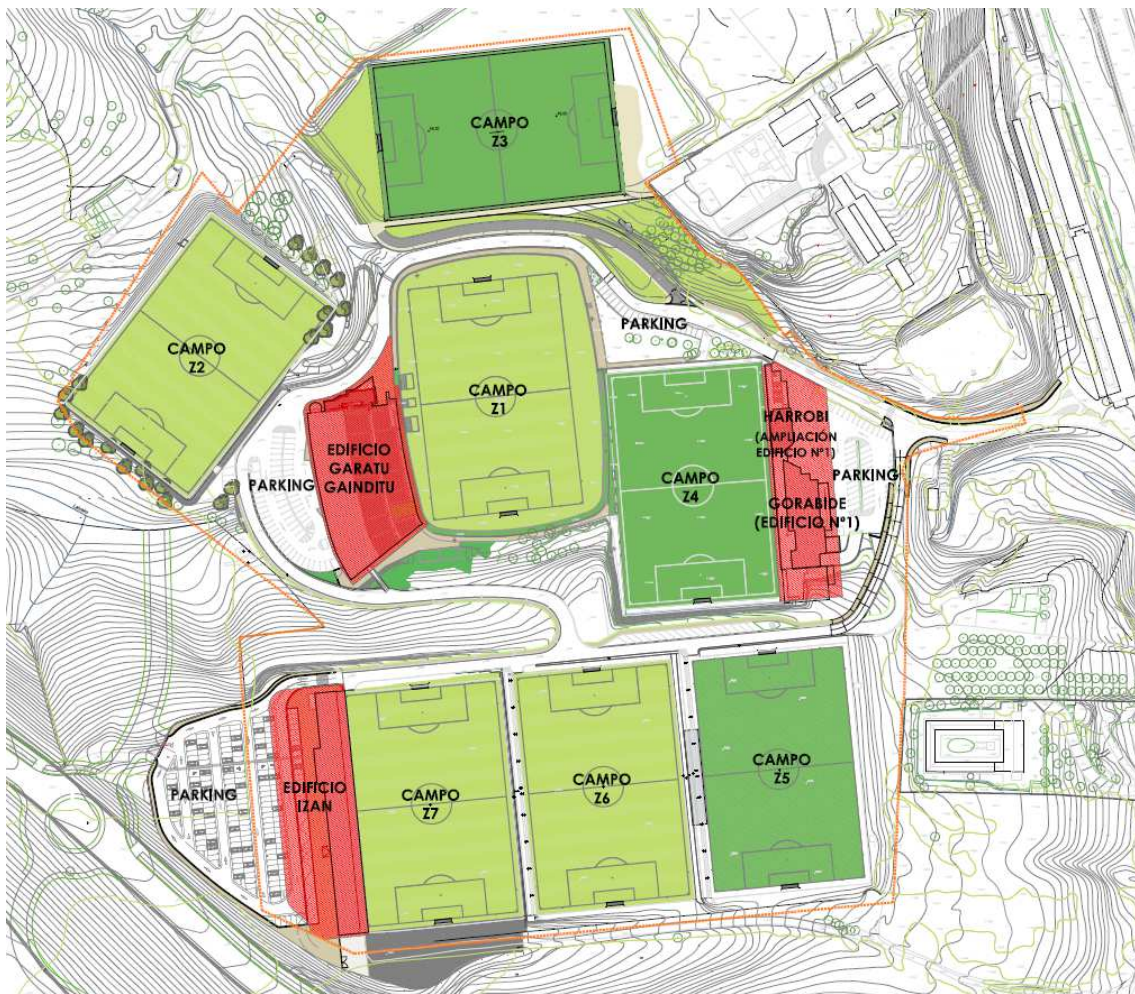 CAMPO
Z3
CAMPO
Z2
PARKING
CAMPO
Z1
HARROBI
(AMPLIACIÓN
EDIFICIO Nº1)
EDIFICIO
GARATU
GAINDITU
PARKING
CAMPO
Z4
PARKING
GORABIDE
(EDIFICIO Nº1)
CAMPO
Z5
CAMPO
Z6
CAMPO
Z7
EDIFICIO
IZAN
PARKING